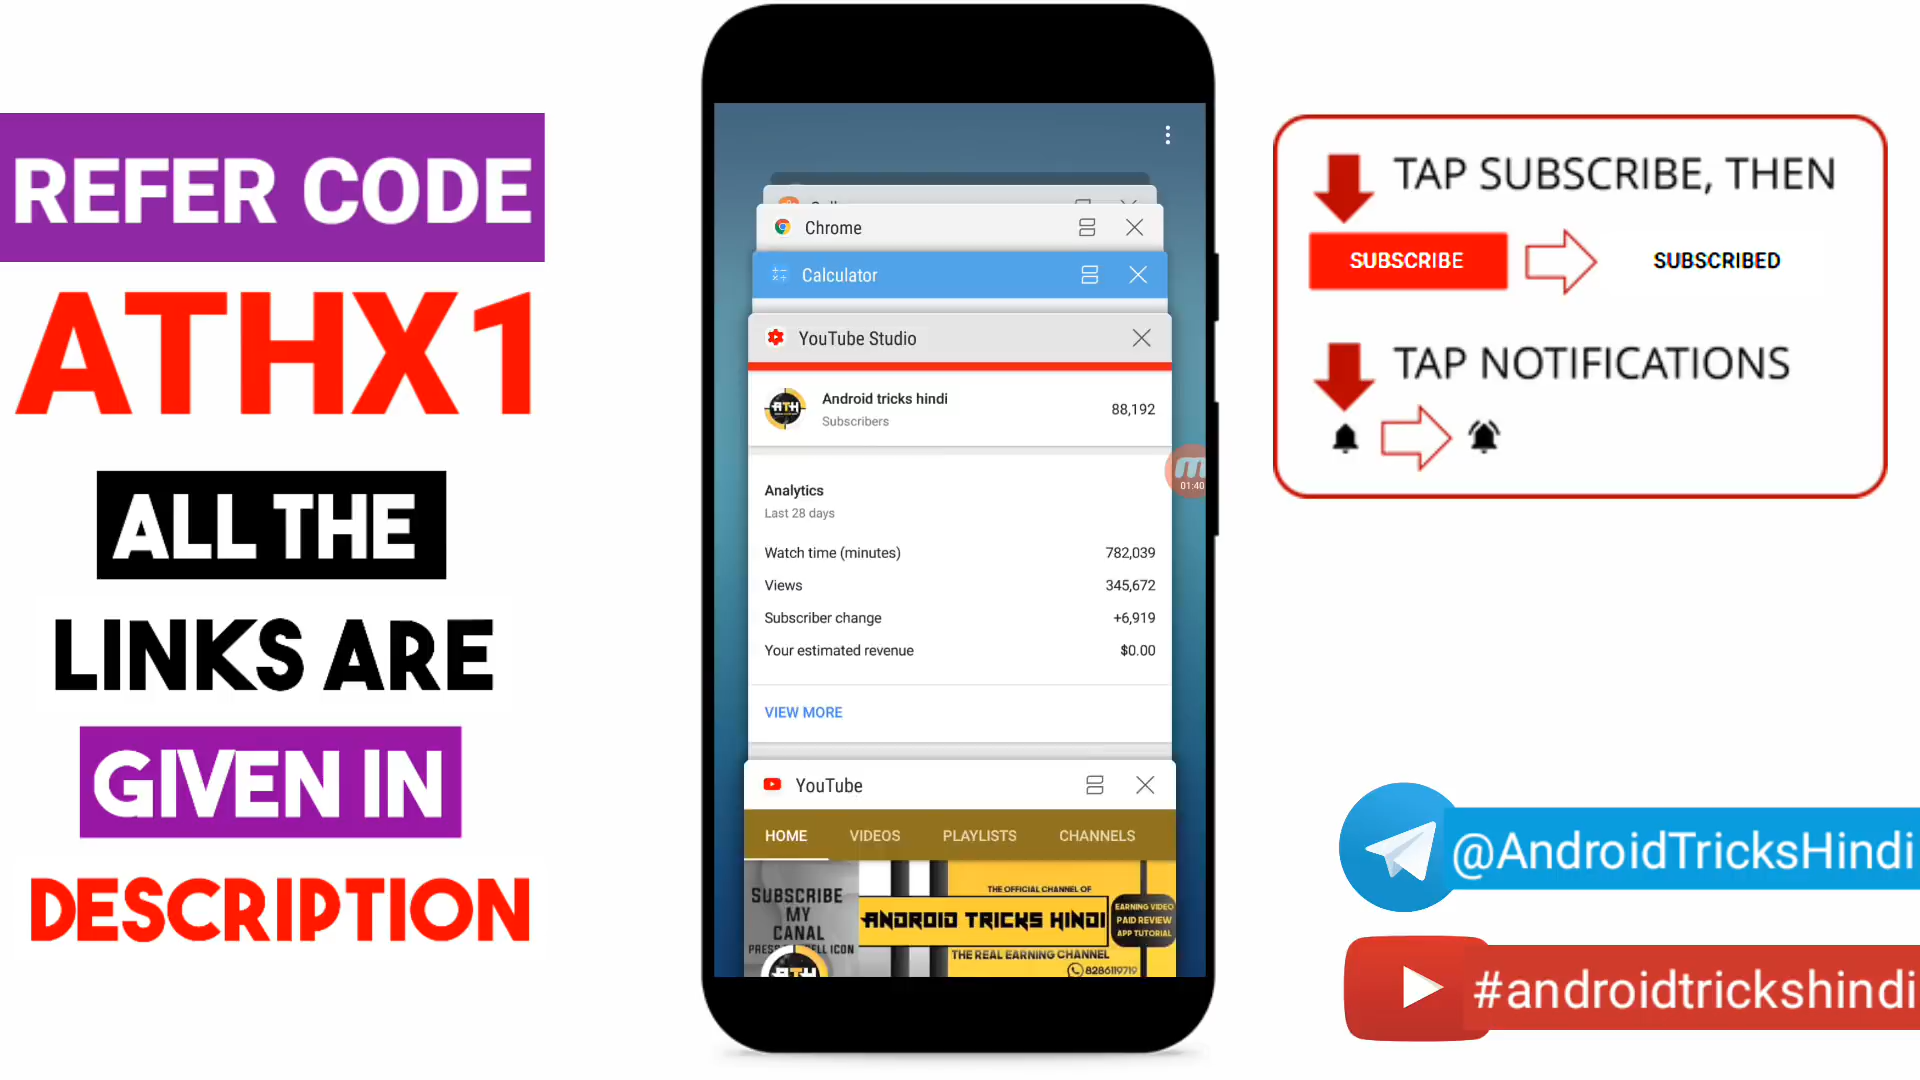 REFER CODE
ATHX1
ALL THE
LINKS ARE
GIVEN IN
DESCRIPTION
Chrome
Calculator
YouTube Studio
Android tricks hindi
Subscribers
88,192
01:40
Analytics
Last 28 days
Watch time (minutes) 782,039
Views 345,672
Subscriber change +6,919
Your estimated revenue $0.00
VIEW MORE
YouTube
HOME VIDEOS PLAYLISTS CHANNELS
SUBSCRIBE
MY
CANAL
THE OFFICIAL CHANNEL OF
ANDROID TRICKS HINDI
THE REAL EARNING CHANNEL
8286119719
EARNING VIDEO
PAID REVIEW
APP TUTORIAL
ATH
TAP SUBSCRIBE, THEN
SUBSCRIBE SUBSCRIBED
TAP NOTIFICATIONS
@AndroidTricksHindi
#androidtrickshindi